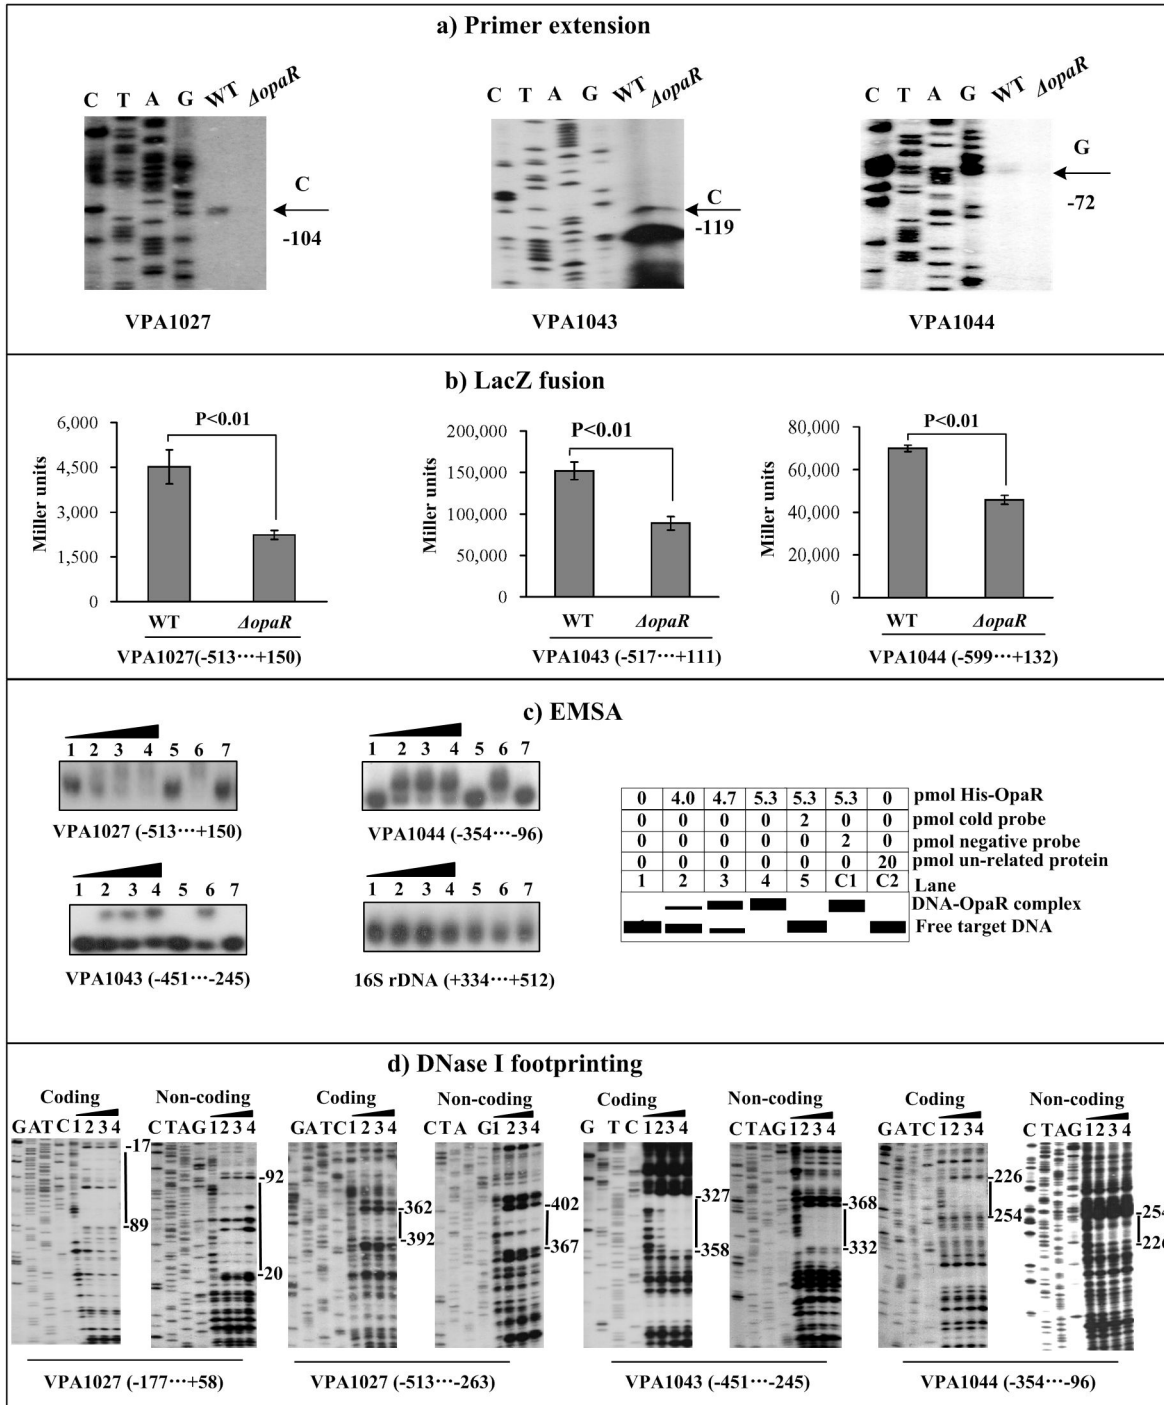 a) Primer extension
C T A G WT ΔopaR
C
-104
VPA1027
C T A G WT ΔopaR
C
-119
VPA1043
C T A G WT ΔopaR
G
-72
VPA1044
b) LacZ fusion
Miller units
6,000
4,500
3,000
1,500
0
P<0.01
WT ΔopaR
VPA1027(-513···+150)
Miller units
200,000
150,000
100,000
50,000
0
P<0.01
WT ΔopaR
VPA1043 (-517···+111)
Miller units
80,000
60,000
40,000
20,000
0
P<0.01
WT ΔopaR
VPA1044 (-599···+132)
c) EMSA
1 2 3 4 5 6 7
VPA1027 (-513···+150)
1 2 3 4 5 6 7
VPA1044 (-354···-96)
1 2 3 4 5 6 7
VPA1043 (-451···-245)
1 2 3 4 5 6 7
16S rDNA (+334···+512)
0 4.0 4.7 5.3 5.3 5.3 0 pmol His-OpaR
0 0 0 0 2 0 0 pmol cold probe
0 0 0 0 0 2 0 pmol negative probe
0 0 0 0 0 0 20 pmol un-related protein
1 2 3 4 5 C1 C2 Lane
DNA-OpaR complex
Free target DNA
d) DNase I footprinting
Coding
G A T C 1 2 3 4
-17
-89
Non-coding
C T A G 1 2 3 4
-92
-20
VPA1027 (-177···+58)
Coding
G A T C 1 2 3 4
-362
-392
Non-coding
C T A G 1 2 3 4
-402
-367
VPA1027 (-513···-263)
Coding
G T C 1 2 3 4
-327
-358
Non-coding
C T A G 1 2 3 4
-368
-332
VPA1043 (-451···-245)
Coding
G A T C 1 2 3 4
-226
-254
Non-coding
C T A G 1 2 3 4
-254
-226
VPA1044 (-354···-96)